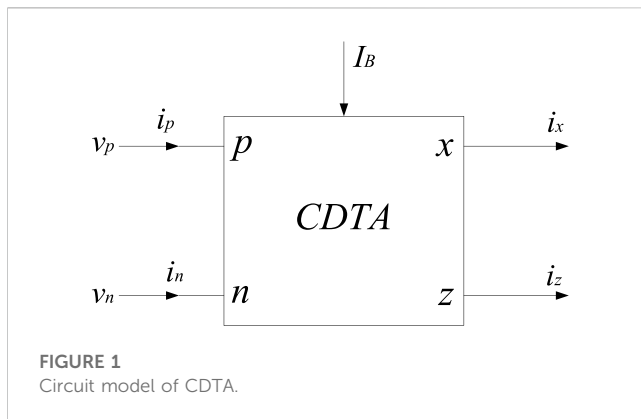 I_B
i_p
v_p
p
x
i_x
CDTA
i_n
v_n
n
z
i_z
FIGURE 1
Circuit model of CDTA.